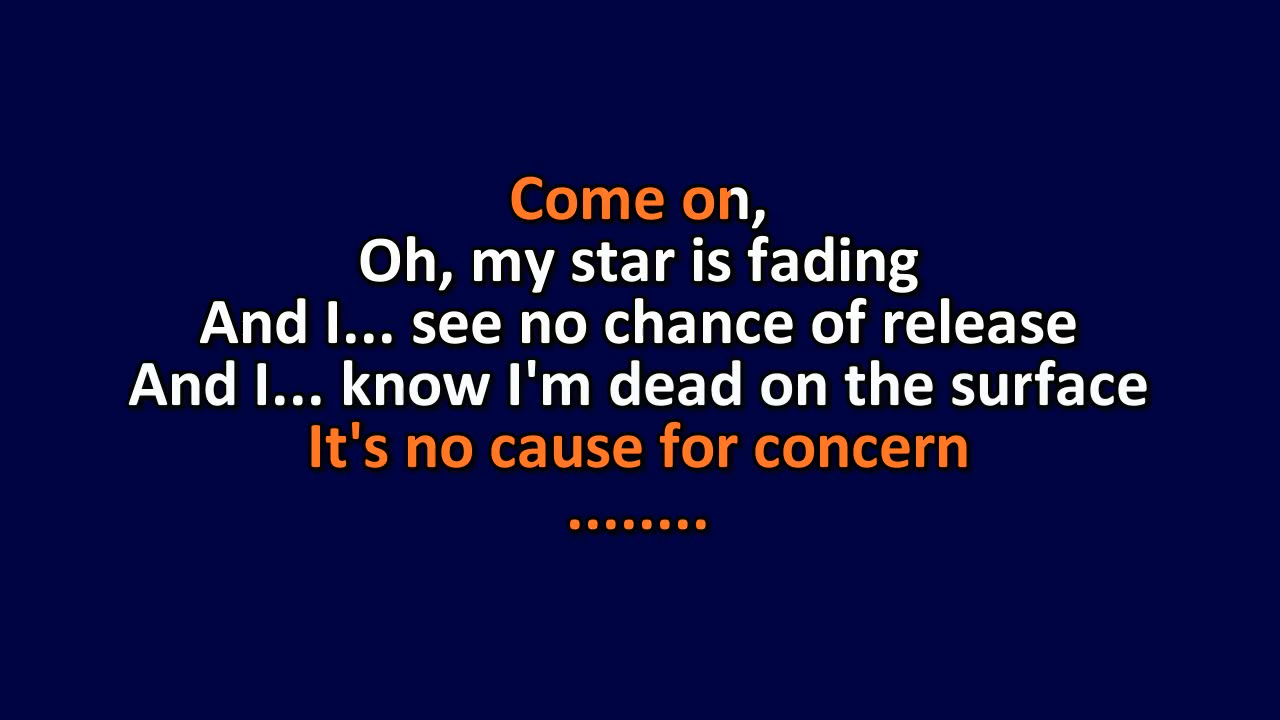 Come on,
Oh, my star is fading
And I... see no chance of release
And I... know I'm dead on the surface
It's no cause for concern
........